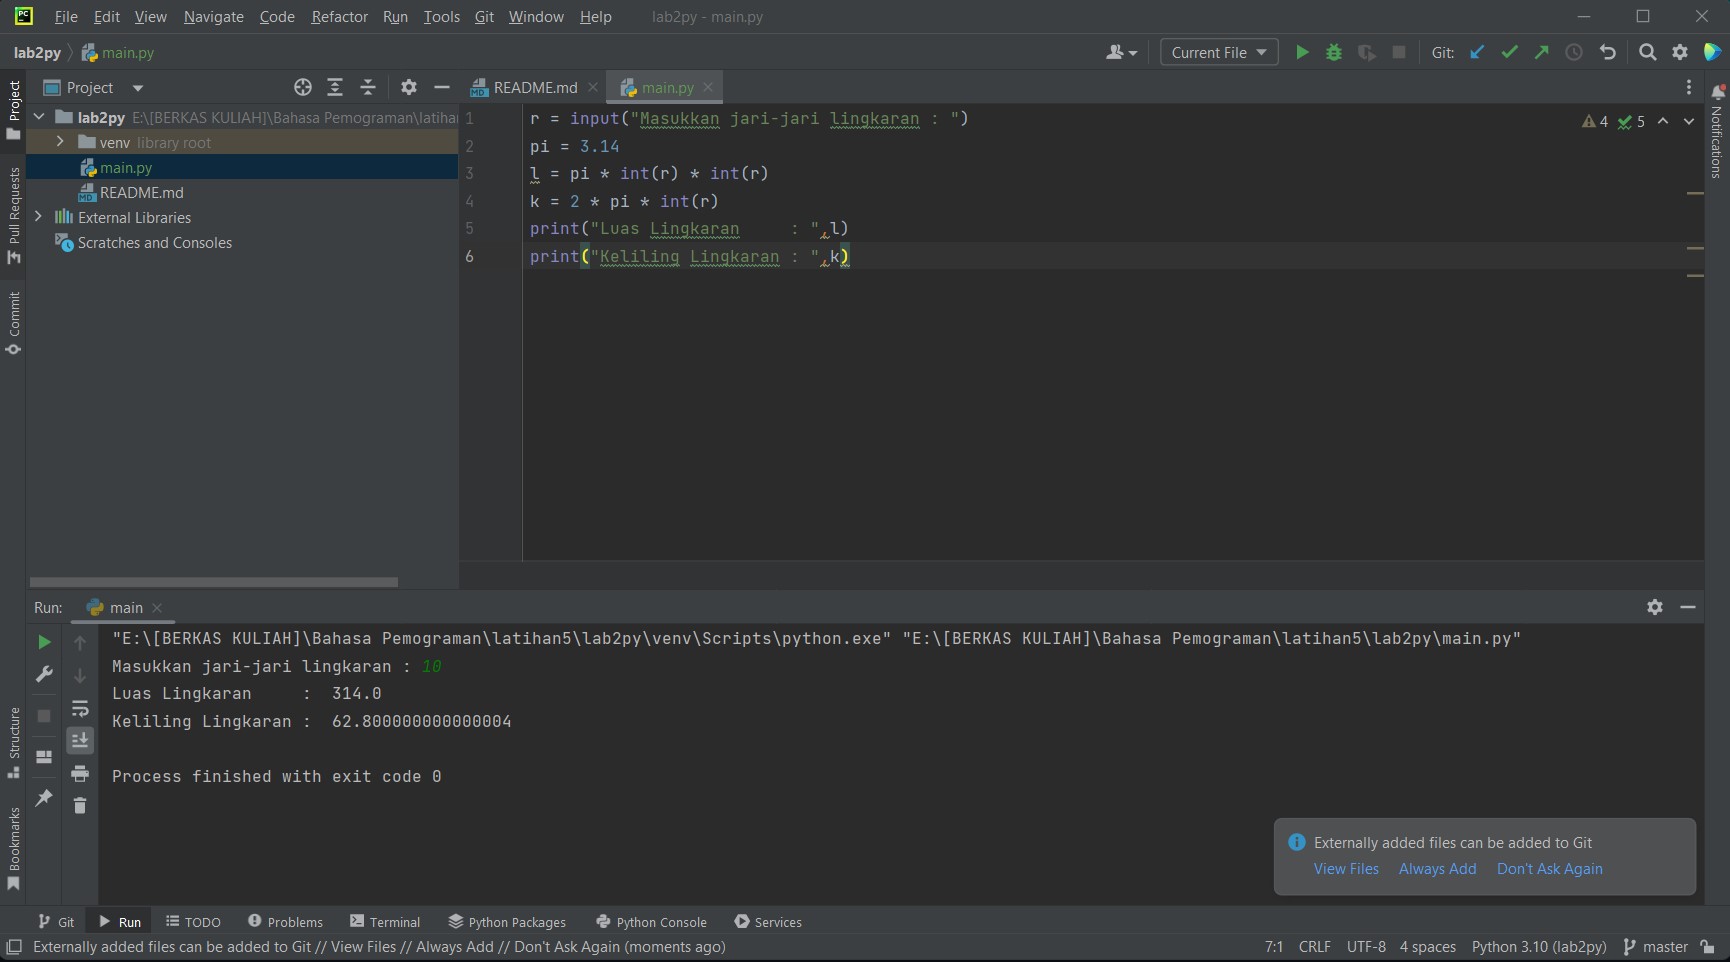 PC
File Edit View Navigate Code Refactor Run Tools Git Window Help lab2py - main.py
lab2py main.py
Current File
Git:
Project
README.md
main.py
lab2py E:\[BERKAS KULIAH]\Bahasa Pemograman\latihan
venv library root
main.py
MD README.md
External Libraries
Scratches and Consoles
1 r = input("Masukkan jari-jari lingkaran : ")
2 pi = 3.14
3 l = pi * int(r) * int(r)
4 k = 2 * pi * int(r)
5 print("Luas Lingkaran     : ",l)
6 print("Keliling Lingkaran : ",k)
4 5
Project
Pull Requests
Commit
Structure
Bookmarks
Notifications
Run: main
"E:\[BERKAS KULIAH]\Bahasa Pemograman\latihan5\lab2py\venv\Scripts\python.exe" "E:\[BERKAS KULIAH]\Bahasa Pemograman\latihan5\lab2py\main.py"
Masukkan jari-jari lingkaran : 10
Luas Lingkaran     :  314.0
Keliling Lingkaran :  62.800000000000004
Process finished with exit code 0
Externally added files can be added to Git
View Files Always Add Don't Ask Again
Git Run TODO Problems Terminal Python Packages Python Console Services
Externally added files can be added to Git // View Files // Always Add // Don't Ask Again (moments ago)
7:1 CRLF UTF-8 4 spaces Python 3.10 (lab2py) master